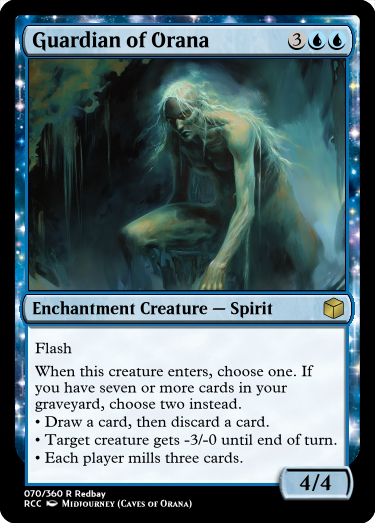 Guardian of Orana 3
Enchantment Creature — Spirit
Flash
When this creature enters, choose one. If
you have seven or more cards in your
graveyard, choose two instead.
• Draw a card, then discard a card.
• Target creature gets -3/-0 until end of turn.
• Each player mills three cards.
4/4
070/360 R Redbay
RCC Midjourney (Caves of Orana)